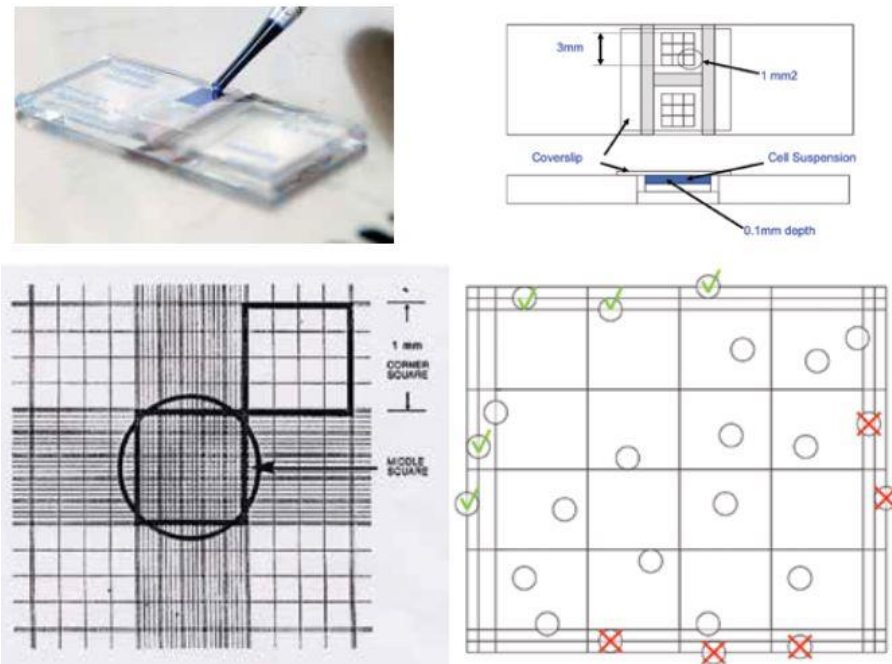 3mm
1 mm2
Coverslip
Cell Suspension
0.1mm depth
1 mm
CORNER
SQUARE
MIDDLE
SQUARE